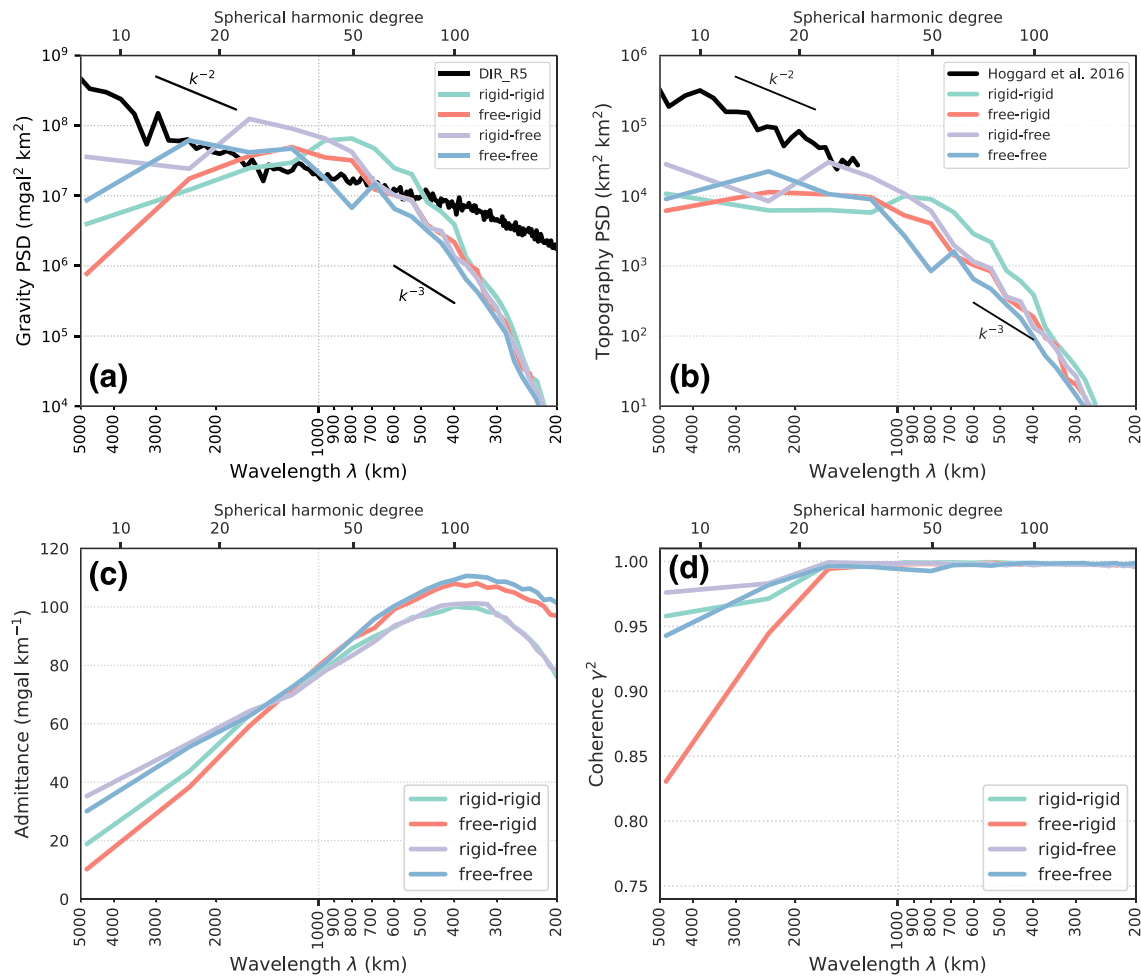 Spherical harmonic degree
10 20 50 100
10⁹
10⁸
10⁷
10⁶
10⁵
10⁴
Gravity PSD (mgal² km²)
k⁻²
k⁻³
DIR_R5
rigid-rigid
free-rigid
rigid-free
free-free
(a)
5000 4000 3000 2000 1000 900 800 700 600 500 400 300 200
Wavelength λ (km)
Spherical harmonic degree
10 20 50 100
10⁶
10⁵
10⁴
10³
10²
10¹
Topography PSD (km² km²)
k⁻²
k⁻³
Hoggard et al. 2016
rigid-rigid
free-rigid
rigid-free
free-free
(b)
5000 4000 3000 2000 1000 900 800 700 600 500 400 300 200
Wavelength λ (km)
Spherical harmonic degree
10 20 50 100
120
100
80
60
40
20
0
Admittance (mgal km⁻¹)
(c)
rigid-rigid
free-rigid
rigid-free
free-free
5000 4000 3000 2000 1000 900 800 700 600 500 400 300 200
Wavelength λ (km)
Spherical harmonic degree
10 20 50 100
1.00
0.95
0.90
0.85
0.80
0.75
Coherence γ²
(d)
rigid-rigid
free-rigid
rigid-free
free-free
5000 4000 3000 2000 1000 900 800 700 600 500 400 300 200
Wavelength λ (km)